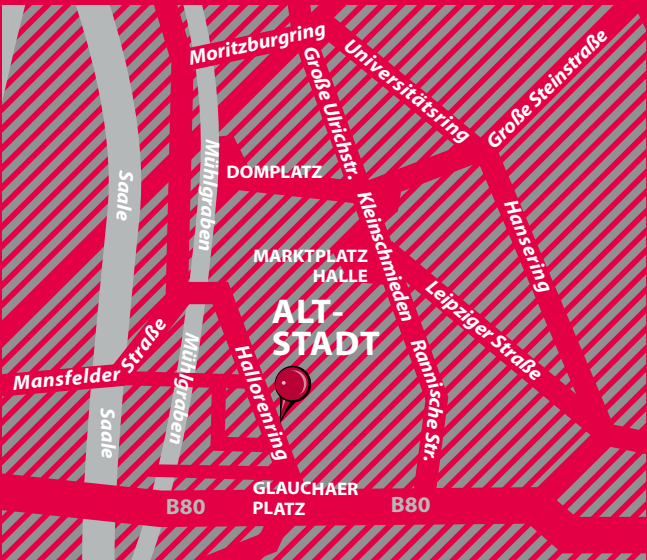 Moritzburgring
Große Ulrichstr.
Universitätsring
Große Steinstraße
Saale
Mühlgraben
DOMPLATZ
Kleinschmieden
Hansering
MARKTPLATZ
HALLE
Leipziger Straße
ALT-
STADT
Mansfelder Straße
Mühlgraben
Hallorenring
Rannische Str.
Saale
GLAUCHAER
PLATZ
B80
B80